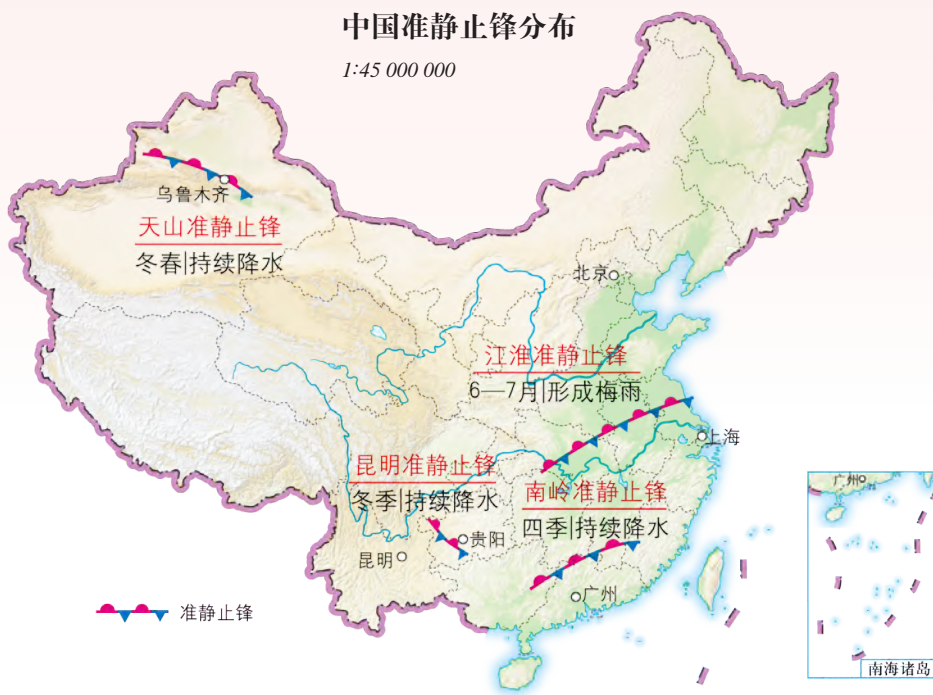 中国准静止锋分布
1:45 000 000
乌鲁木齐
天山准静止锋
冬春|持续降水
北京
江淮准静止锋
6—7月|形成梅雨
上海
昆明准静止锋
冬季|持续降水
南岭准静止锋
四季|持续降水
贵阳
昆明
广州
准静止锋
广州
南海诸岛